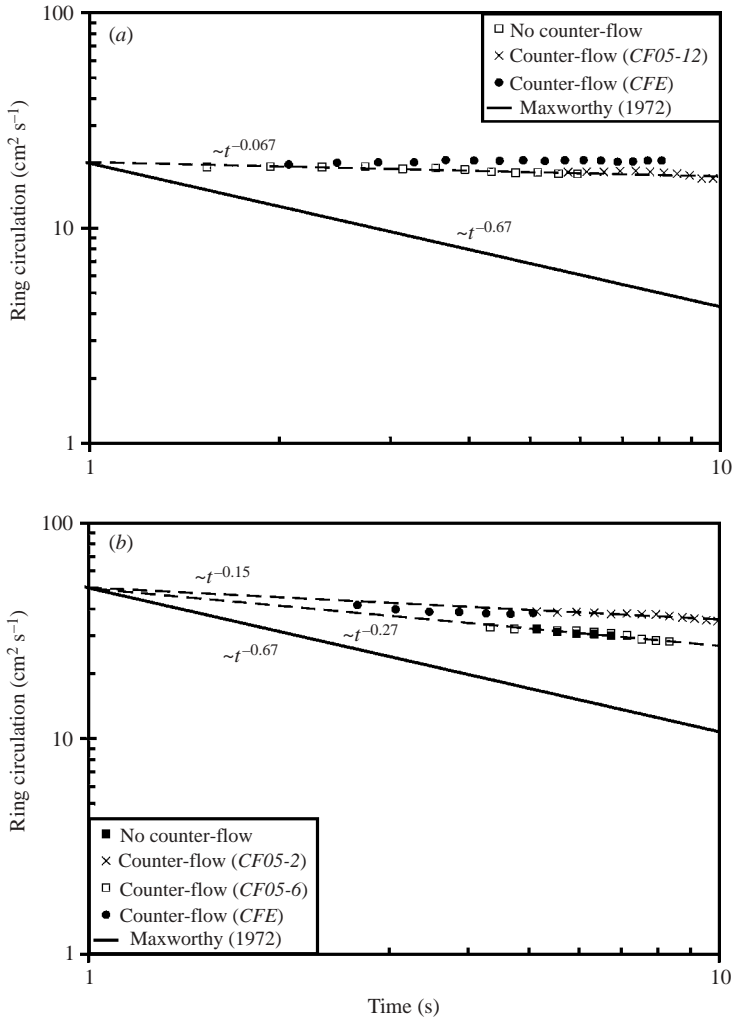 100
(a)
No counter-flow
Counter-flow (CF05-12)
Counter-flow (CFE)
Maxworthy (1972)
~t−0.067
Ring circulation (cm2 s−1)
10
~t−0.67
1
1
10
100
(b)
~t−0.15
~t−0.27
~t−0.67
Ring circulation (cm2 s−1)
10
No counter-flow
Counter-flow (CF05-2)
Counter-flow (CF05-6)
Counter-flow (CFE)
Maxworthy (1972)
1
1
10
Time (s)